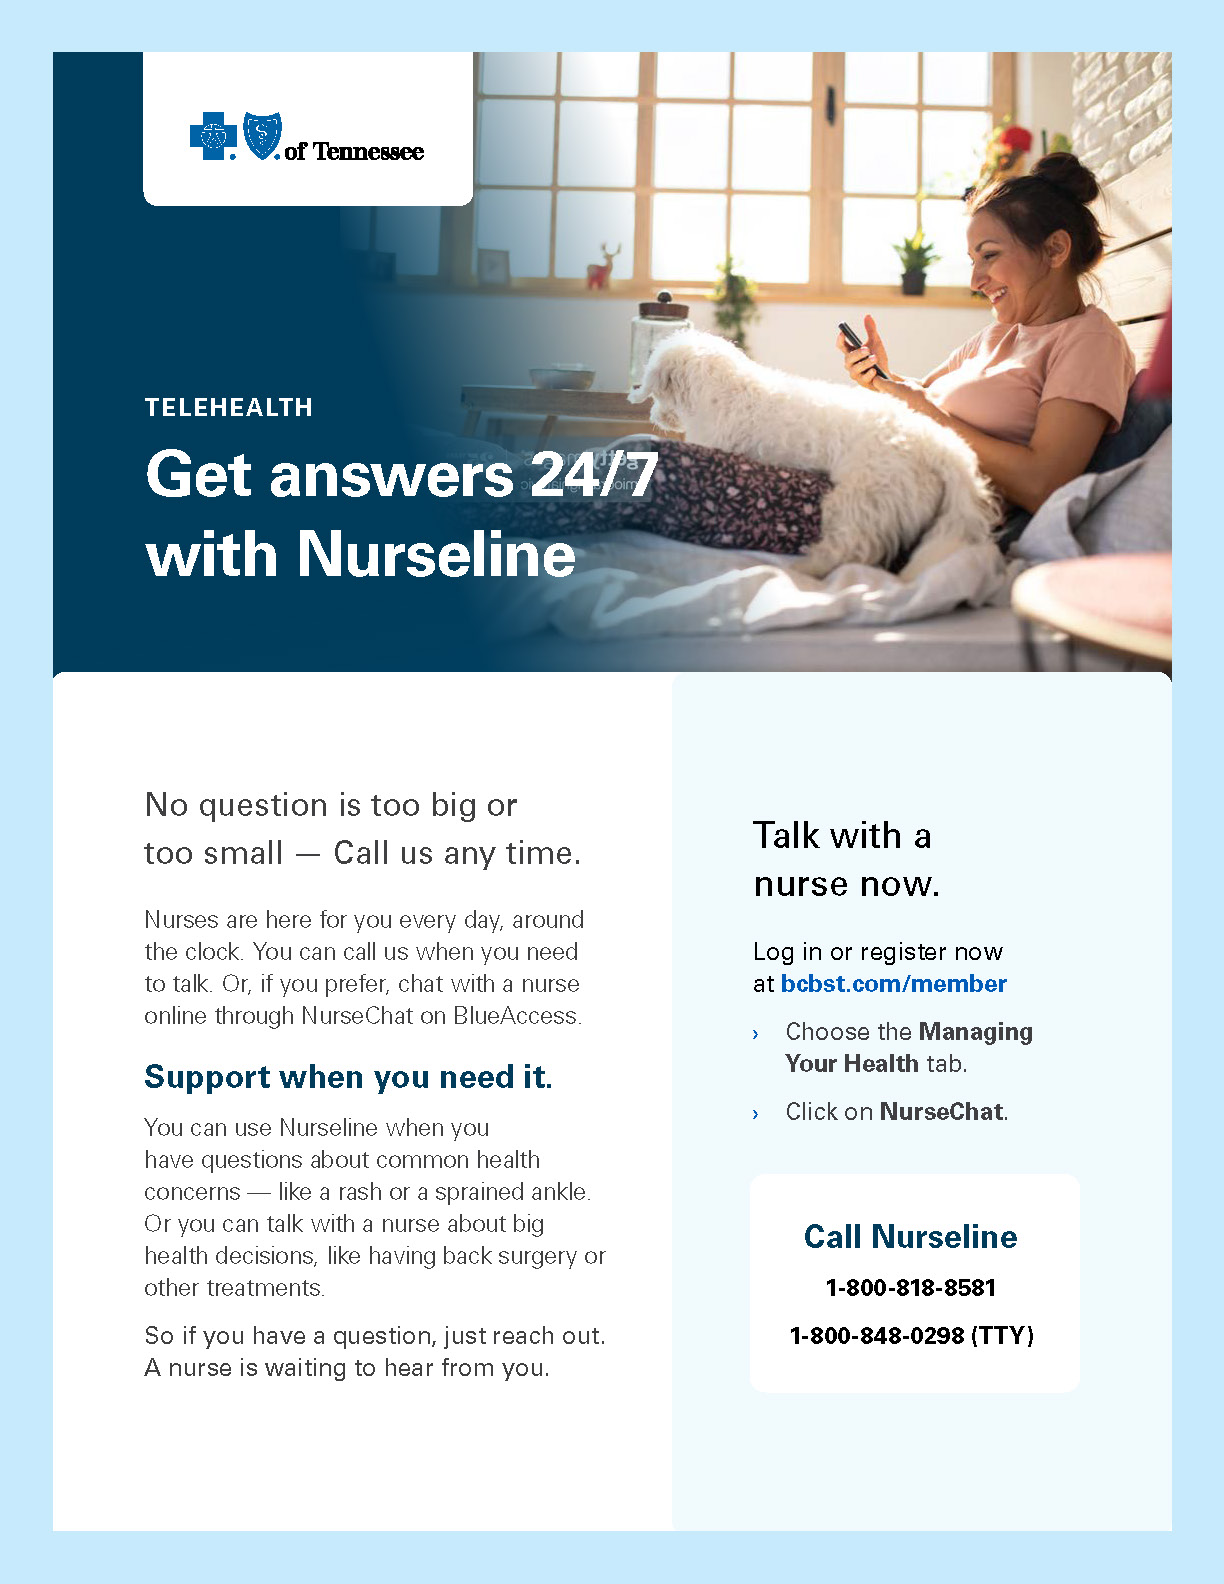 of Tennessee
TELEHEALTH
Get answers 24/7
with Nurseline
No question is too big or
too small — Call us any time.
Nurses are here for you every day, around
the clock. You can call us when you need
to talk. Or, if you prefer, chat with a nurse
online through NurseChat on BlueAccess.
Support when you need it.
You can use Nurseline when you
have questions about common health
concerns — like a rash or a sprained ankle.
Or you can talk with a nurse about big
health decisions, like having back surgery or
other treatments.
So if you have a question, just reach out.
A nurse is waiting to hear from you.
Talk with a
nurse now.
Log in or register now
at bcbst.com/member
› Choose the Managing
Your Health tab.
› Click on NurseChat.
Call Nurseline
1-800-818-8581
1-800-848-0298 (TTY)